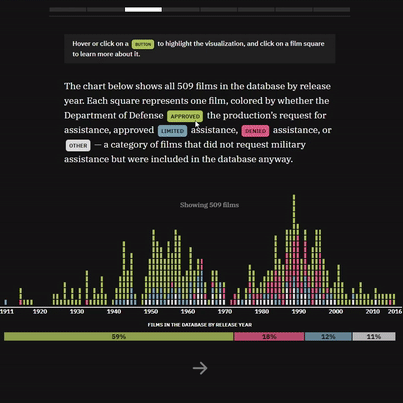 Hover or click on a BUTTON to highlight the visualization, and click on a film square
to learn more about it.
The chart below shows all 509 films in the database by release
year. Each square represents one film, colored by whether the
Department of Defense APPROVED the production's request for
assistance, approved LIMITED assistance, DENIED assistance, or
OTHER — a category of films that did not request military
assistance but were included in the database anyway.
Showing 509 films
1911 1920 1930 1940 1950 1960 1970 1980 1990 2000 2010 2016
FILMS IN THE DATABASE BY RELEASE YEAR
59% 18% 12% 11%